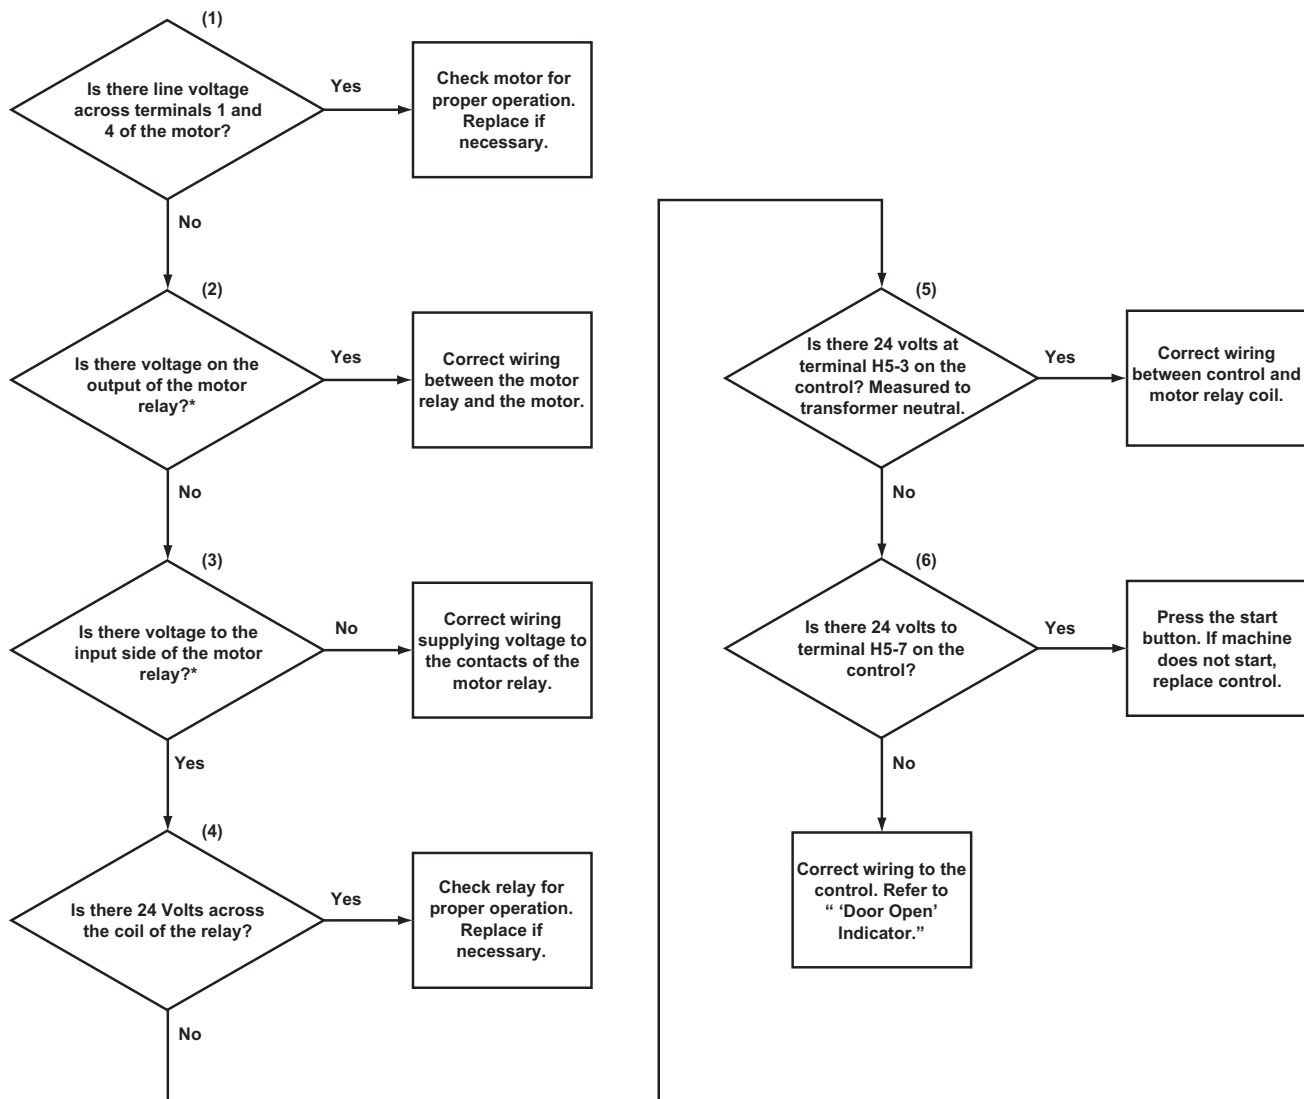 (1)
Is there line voltage
across terminals 1 and
4 of the motor?
Yes
Check motor for
proper operation.
Replace if
necessary.
No
(2)
Is there voltage on the
output of the motor
relay?*
Yes
Correct wiring
between the motor
relay and the motor.
No
(3)
Is there voltage to the
input side of the motor
relay?*
No
Correct wiring
supplying voltage to
the contacts of the
motor relay.
Yes
(4)
Is there 24 Volts across
the coil of the relay?
Yes
Check relay for
proper operation.
Replace if
necessary.
No
(5)
Is there 24 volts at
terminal H5-3 on the
control? Measured to
transformer neutral.
Yes
Correct wiring
between control and
motor relay coil.
No
(6)
Is there 24 volts to
terminal H5-7 on the
control?
Yes
Press the start
button. If machine
does not start,
replace control.
No
Correct wiring to the
control. Refer to
“ ‘Door Open’
Indicator.”